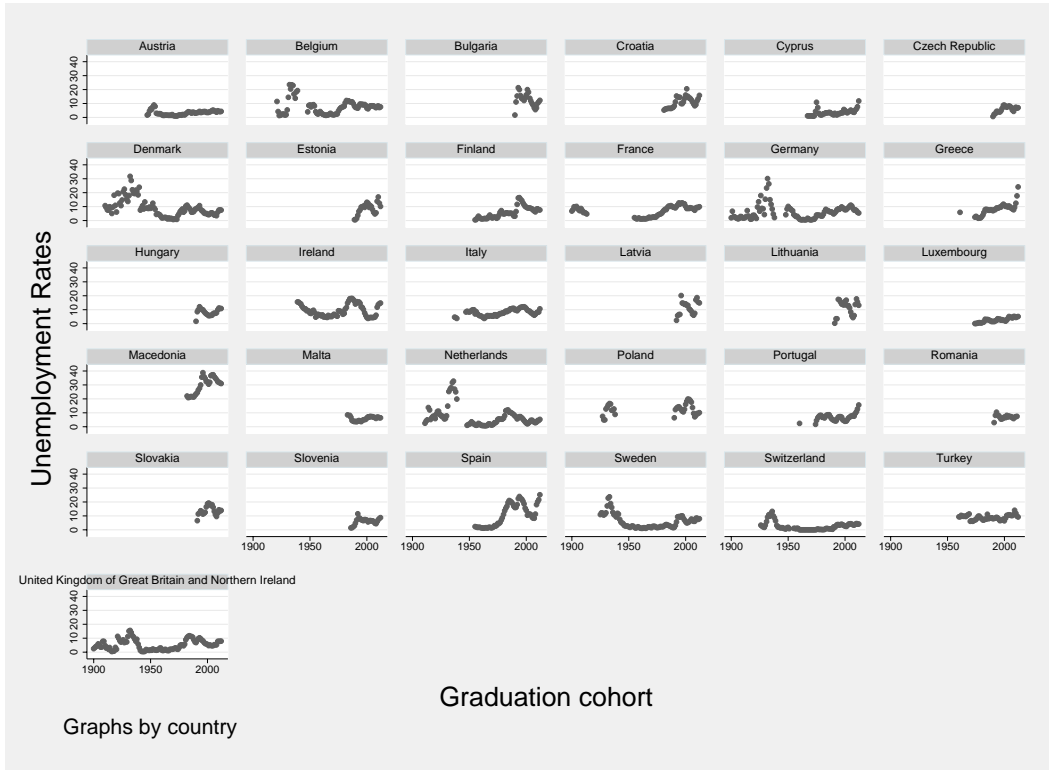 Austria Belgium Bulgaria Croatia Cyprus Czech Republic
0 10 20 30 40
Denmark Estonia Finland France Germany Greece
0 10 20 30 40
Hungary Ireland Italy Latvia Lithuania Luxembourg
0 10 20 30 40
Macedonia Malta Netherlands Poland Portugal Romania
0 10 20 30 40
Slovakia Slovenia Spain Sweden Switzerland Turkey
0 10 20 30 40
1900 1950 2000 1900 1950 2000 1900 1950 2000 1900 1950 2000 1900 1950 2000
United Kingdom of Great Britain and Northern Ireland
0 10 20 30 40
1900 1950 2000
Unemployment Rates
Graduation cohort
Graphs by country